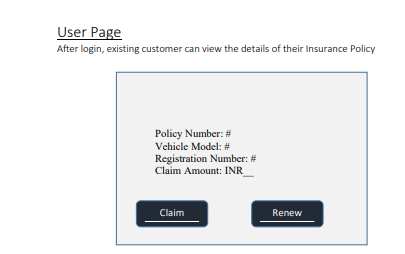 User Page
After login, existing customer can view the details of their Insurance Policy
Policy Number: #
Vehicle Model: #
Registration Number: #
Claim Amount: INR__
Claim
Renew